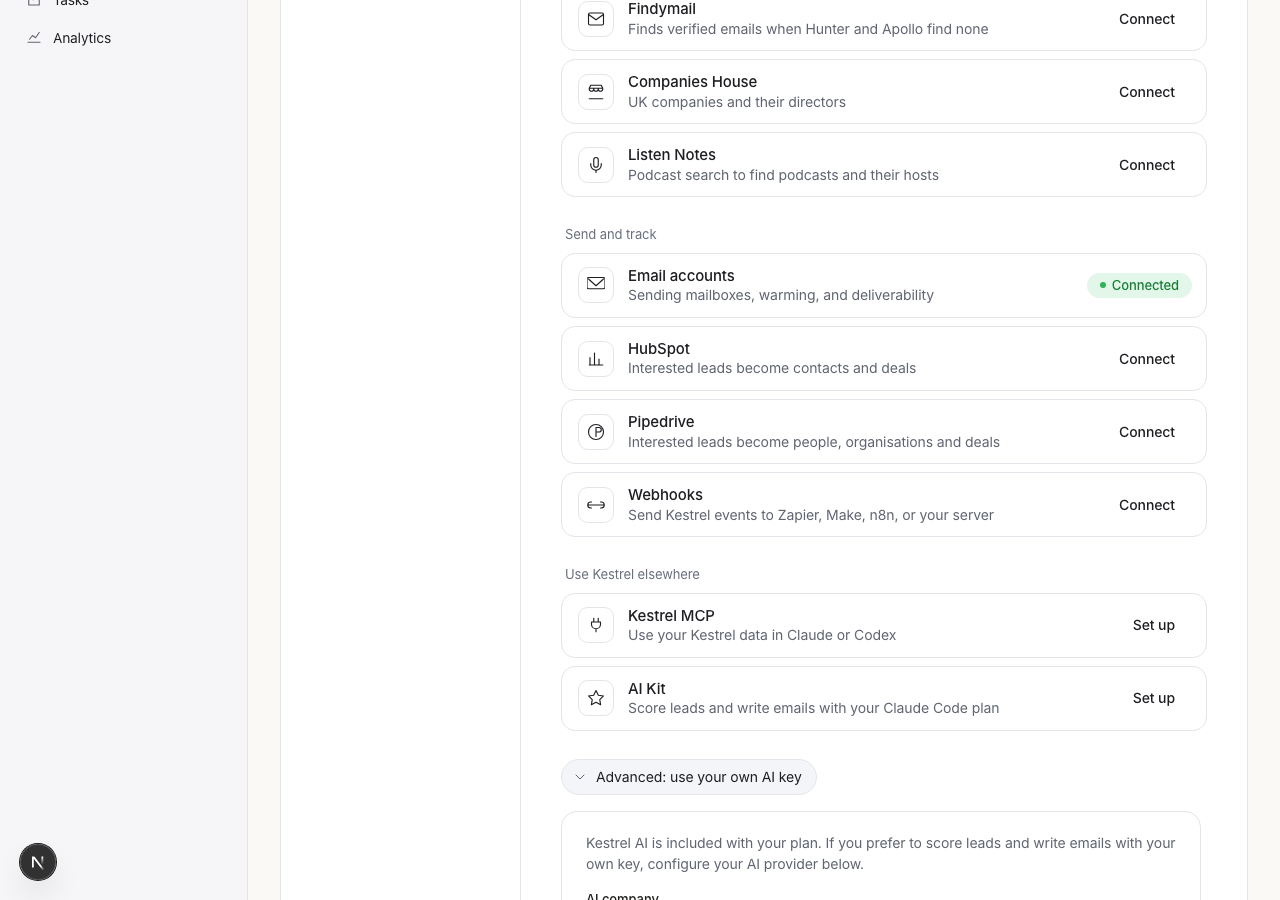 Tasks
Analytics
Findymail
Finds verified emails when Hunter and Apollo find none
Connect
Companies House
UK companies and their directors
Connect
Listen Notes
Podcast search to find podcasts and their hosts
Connect
Send and track
Email accounts
Sending mailboxes, warming, and deliverability
Connected
HubSpot
Interested leads become contacts and deals
Connect
Pipedrive
Interested leads become people, organisations and deals
Connect
Webhooks
Send Kestrel events to Zapier, Make, n8n, or your server
Connect
Use Kestrel elsewhere
Kestrel MCP
Use your Kestrel data in Claude or Codex
Set up
AI Kit
Score leads and write emails with your Claude Code plan
Set up
Advanced: use your own AI key
Kestrel AI is included with your plan. If you prefer to score leads and write emails with your
own key, configure your AI provider below.
AI company
N